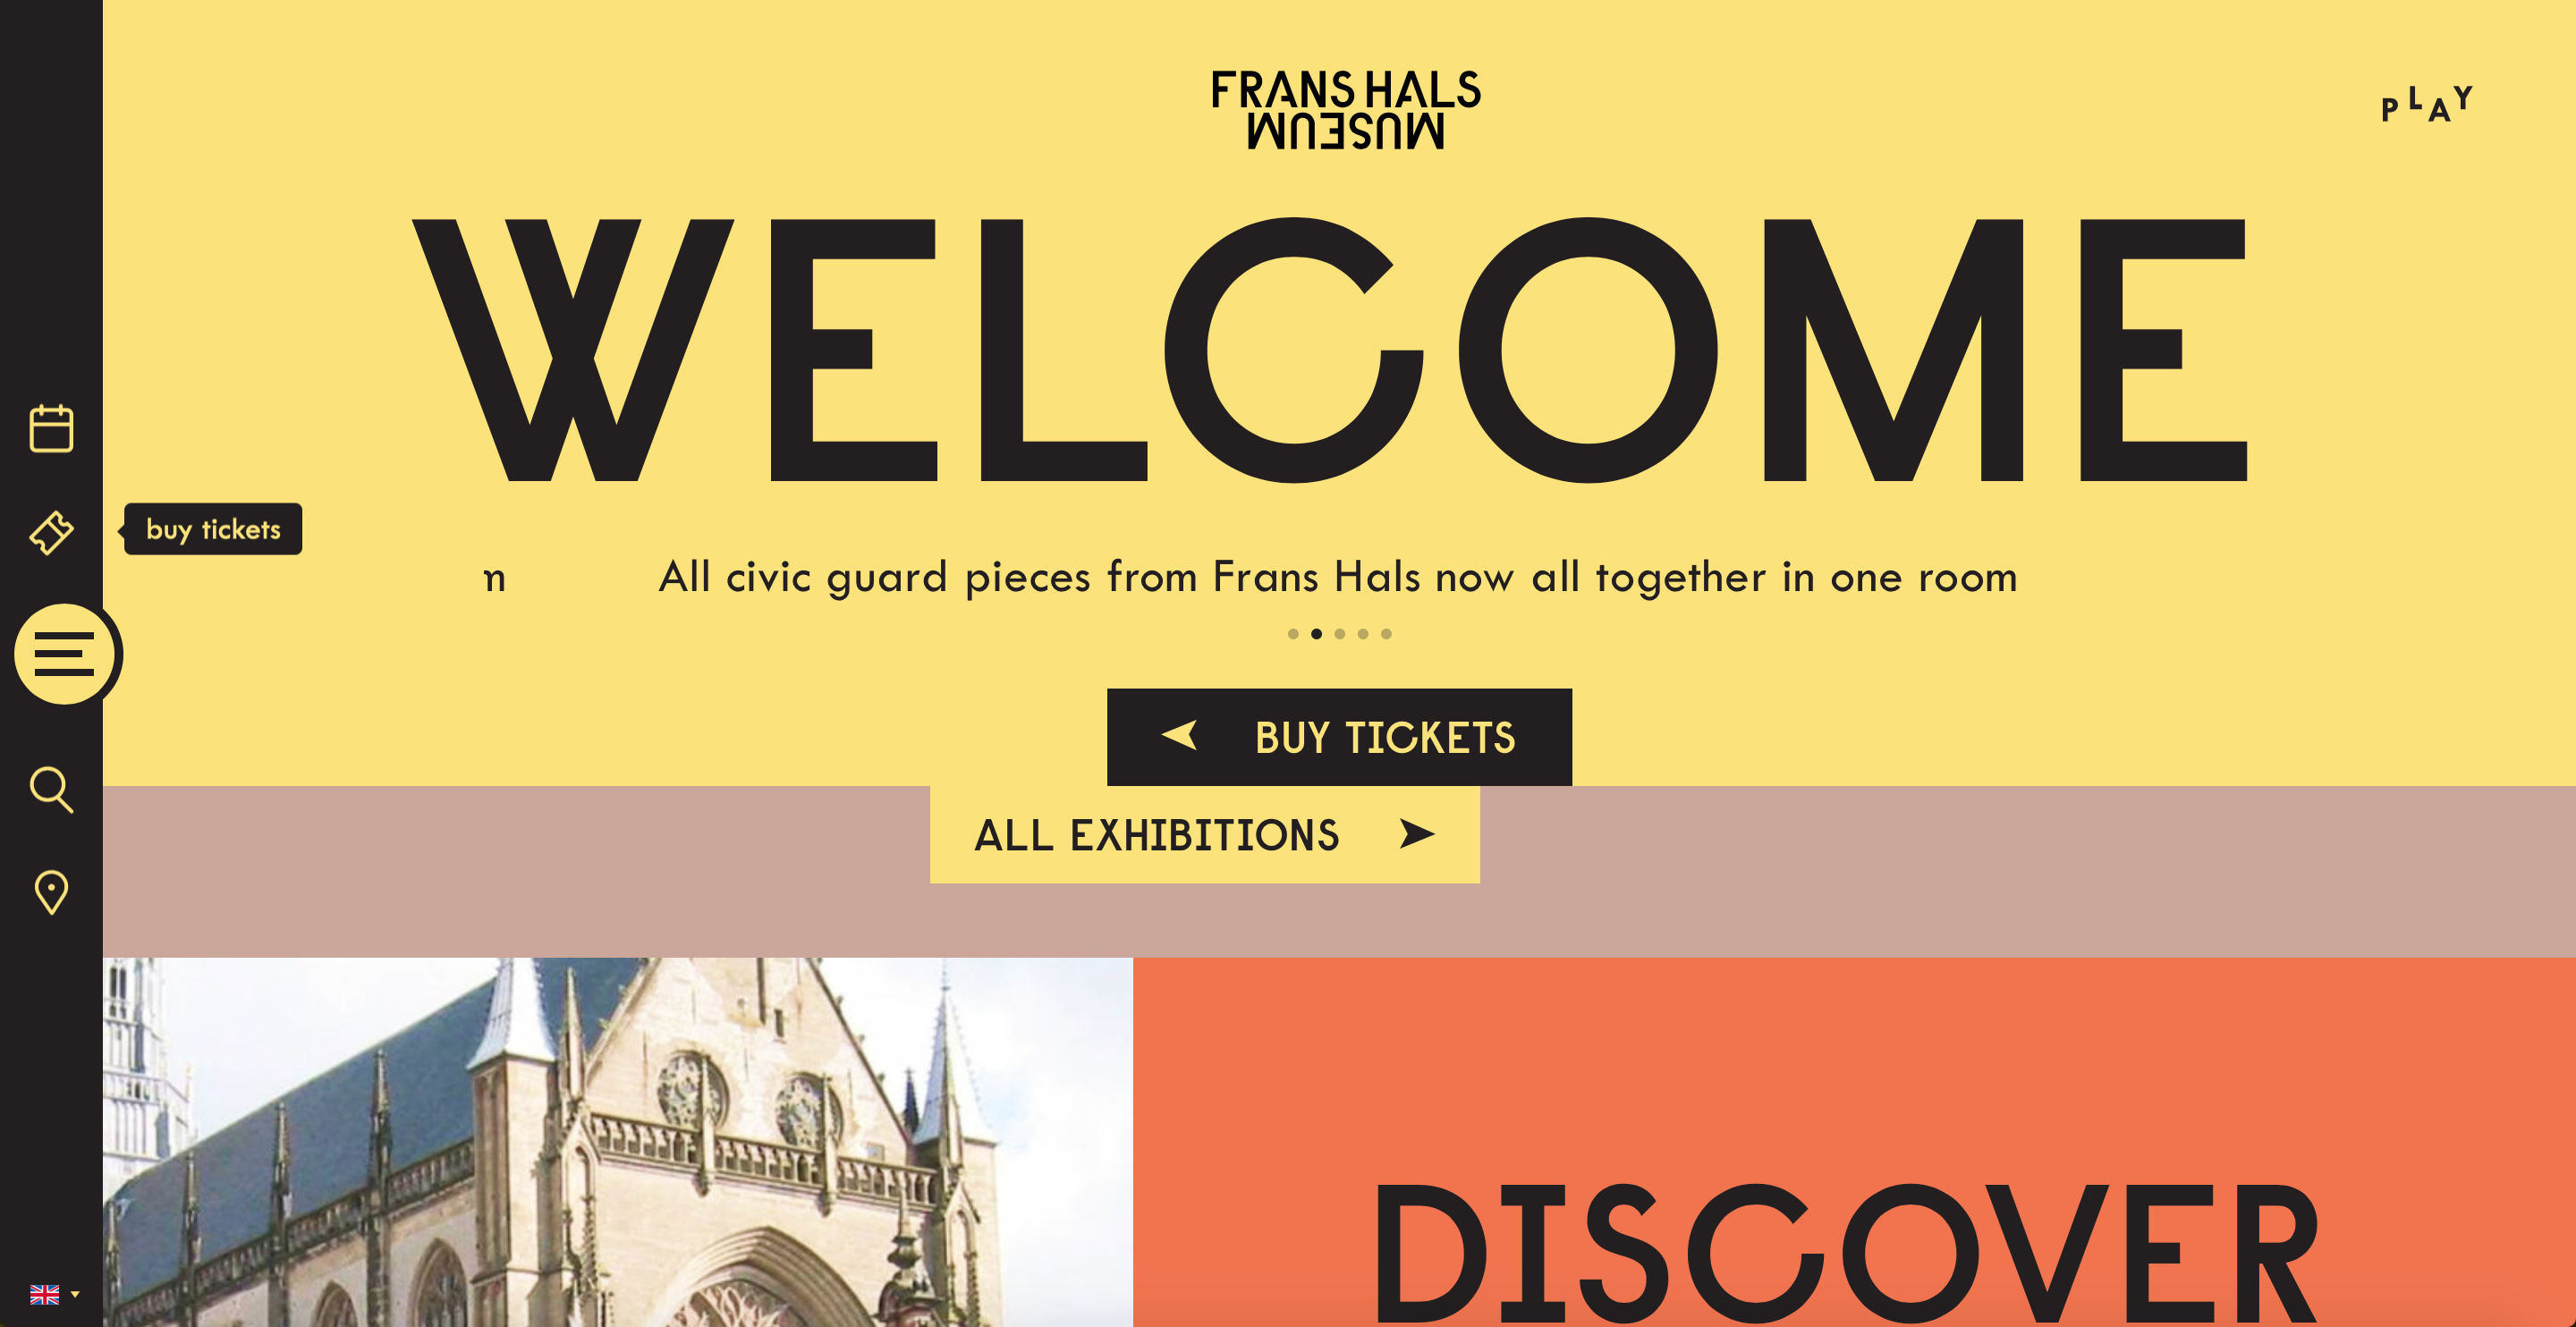 FRANS HALS
MUSEUM
PLAY
WELCOME
buy tickets
m All civic guard pieces from Frans Hals now all together in one room
BUY TICKETS
ALL EXHIBITIONS
DISCOVER